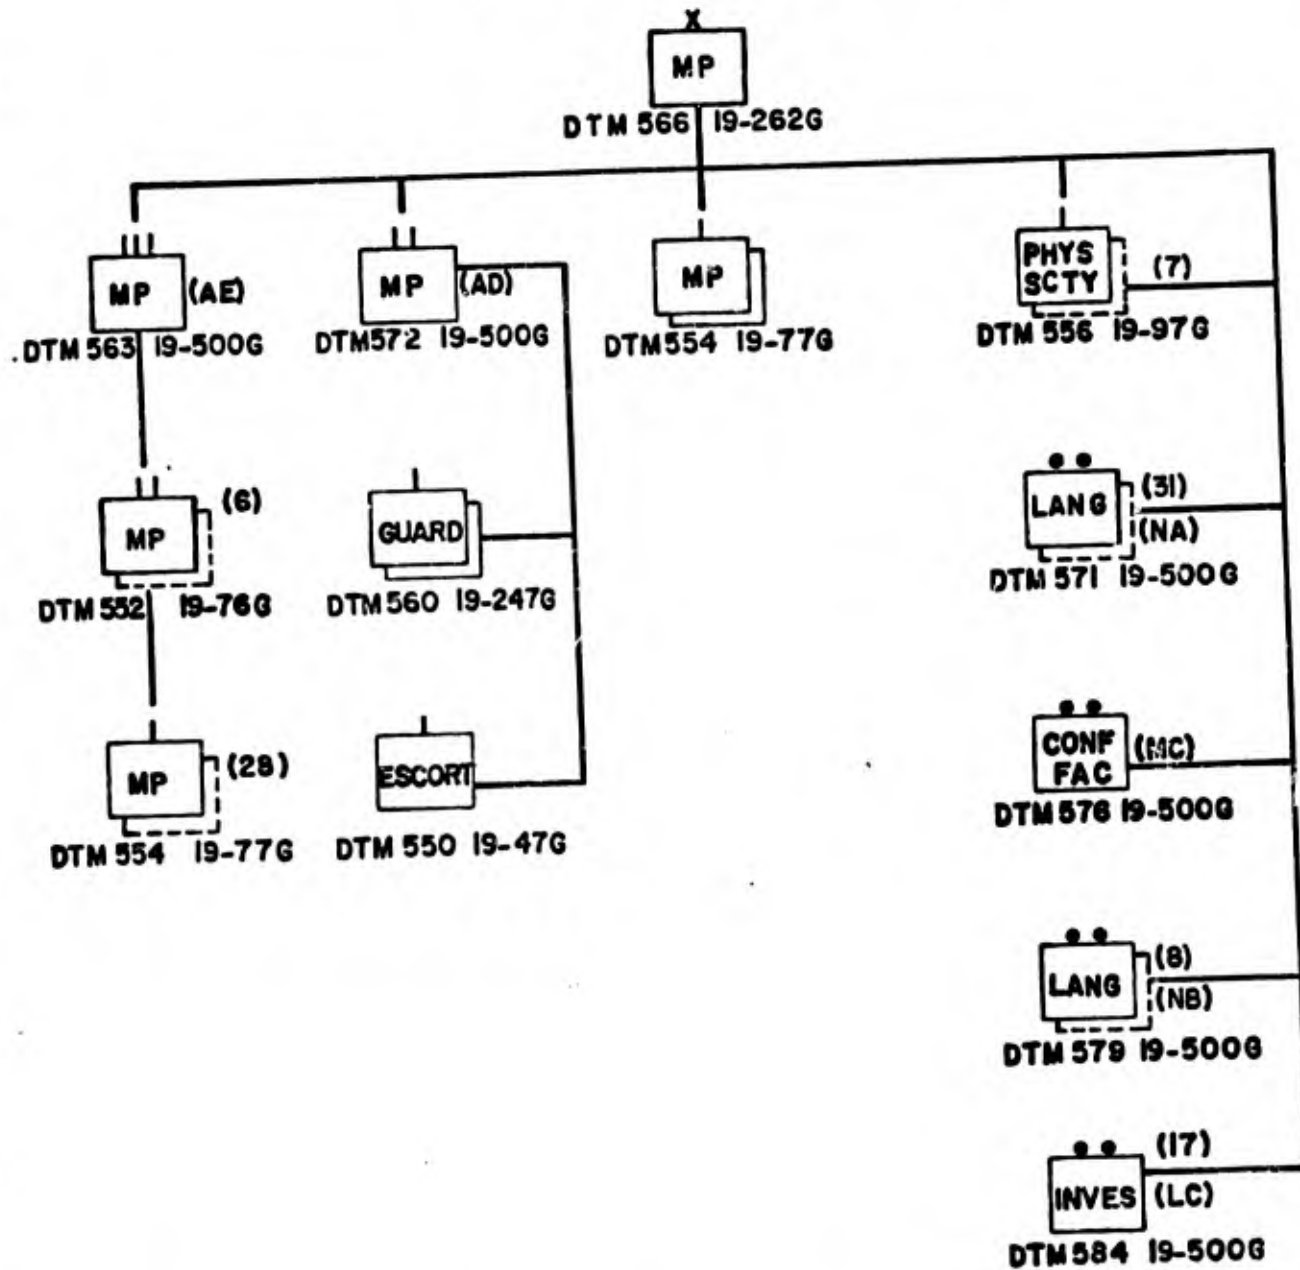 X
MP
DTM 566 19-262G
MP (AE)
DTM 563 19-500G
MP (AD)
DTM572 19-500G
MP
DTM554 19-77G
PHYS
SCTY
(7)
DTM 556 19-97G
MP
(6)
DTM 552 19-76G
GUARD
DTM 560 19-247G
LANG
(31)
(NA)
DTM 571 19-500G
MP
(28)
DTM 554 19-77G
ESCORT
DTM 550 19-47G
CONF
FAC
(MC)
DTM 576 19-500G
LANG
(8)
(NB)
DTM 579 19-500G
INVES
(17)
(LC)
DTM 584 19-500G